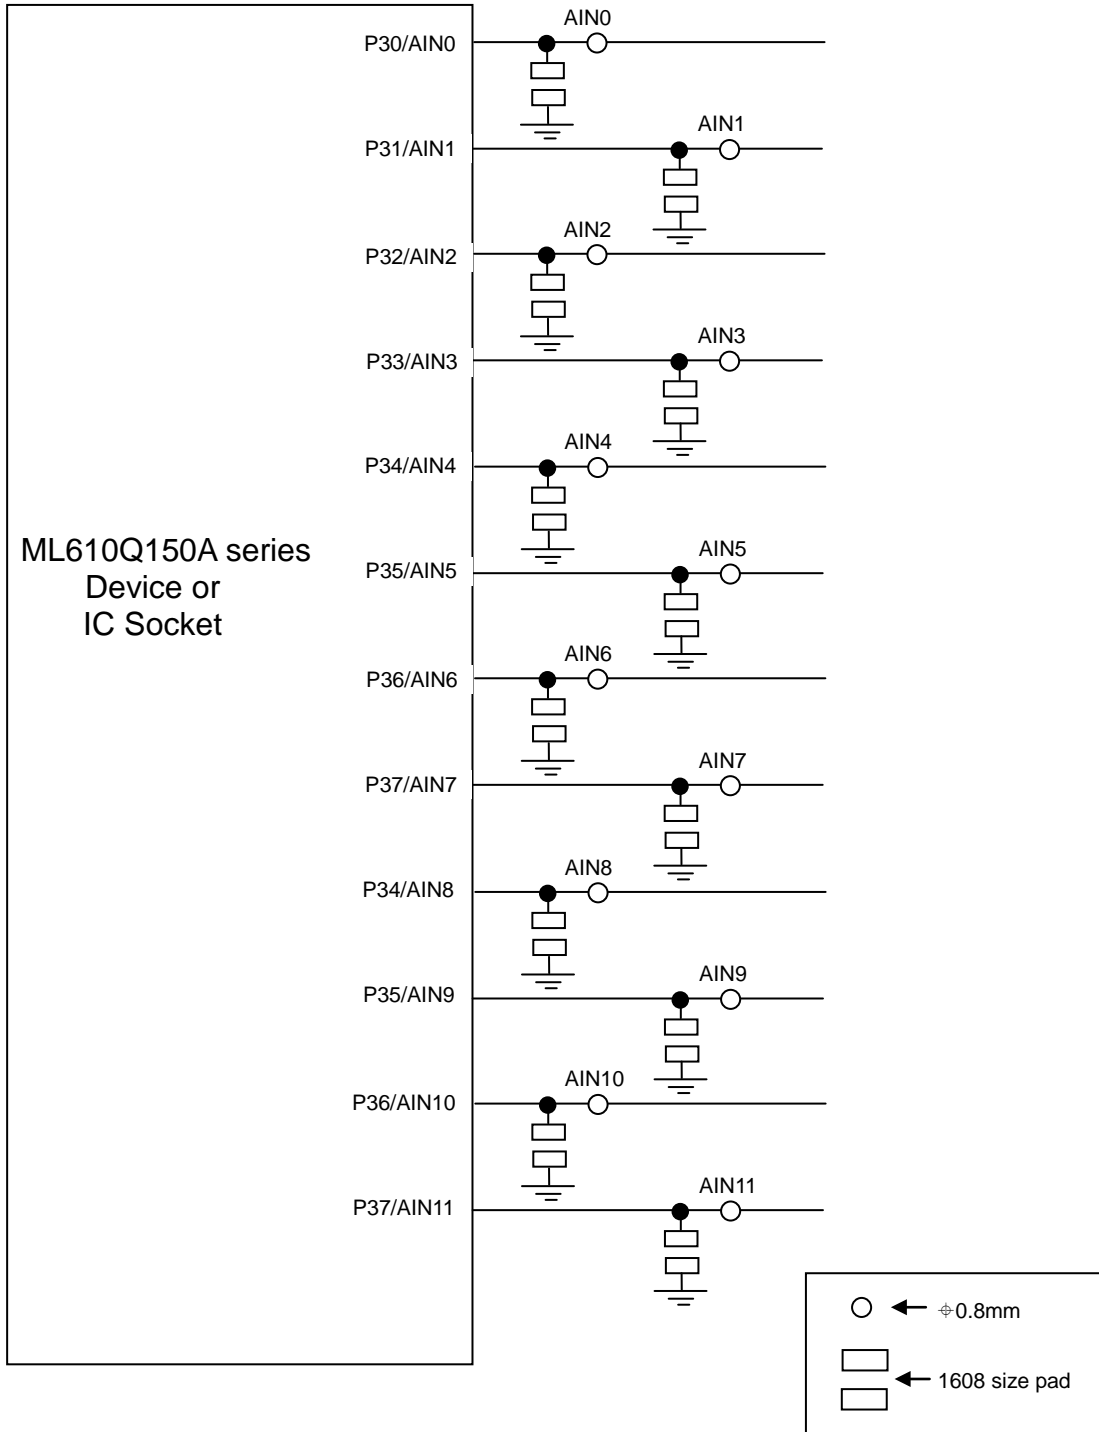 AIN0
P30/AIN0
AIN1
P31/AIN1
AIN2
P32/AIN2
AIN3
P33/AIN3
AIN4
P34/AIN4
ML610Q150A series
Device or
IC Socket
AIN5
P35/AIN5
AIN6
P36/AIN6
AIN7
P37/AIN7
AIN8
P34/AIN8
AIN9
P35/AIN9
AIN10
P36/AIN10
AIN11
P37/AIN11
⌖0.8mm
1608 size pad